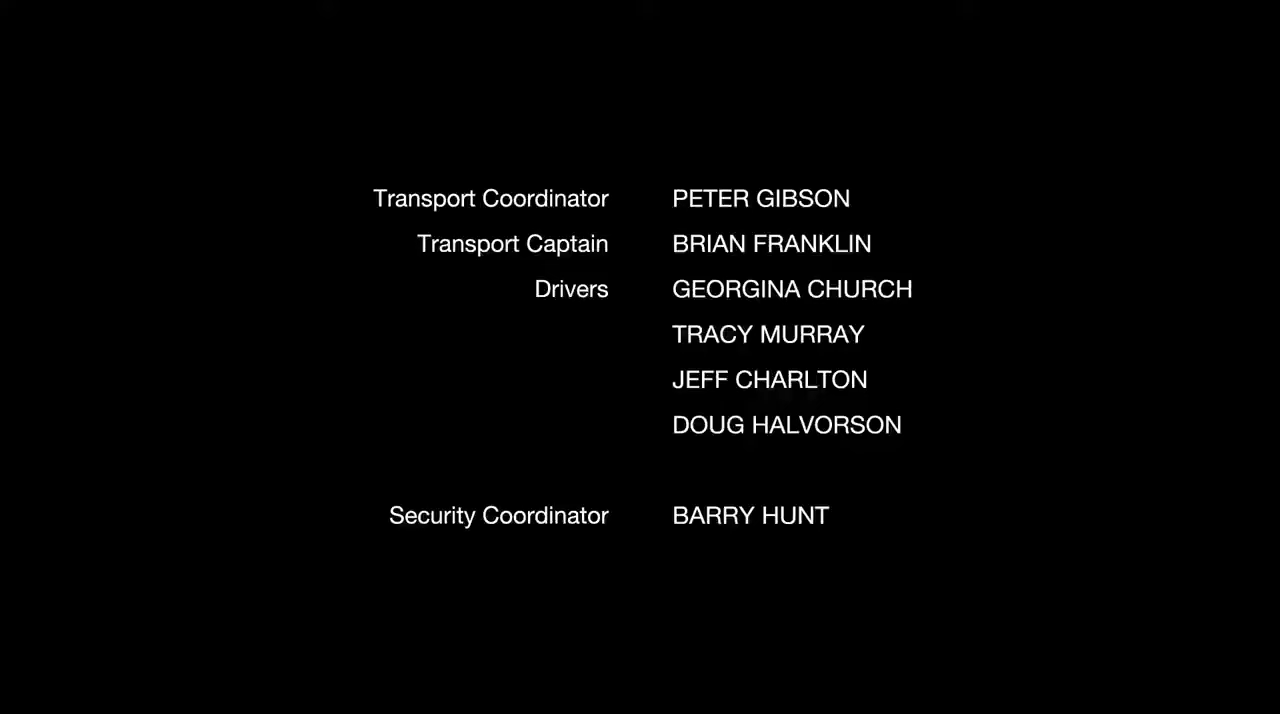 Transport Coordinator PETER GIBSON
Transport Captain BRIAN FRANKLIN
Drivers GEORGINA CHURCH
TRACY MURRAY
JEFF CHARLTON
DOUG HALVORSON
Security Coordinator BARRY HUNT